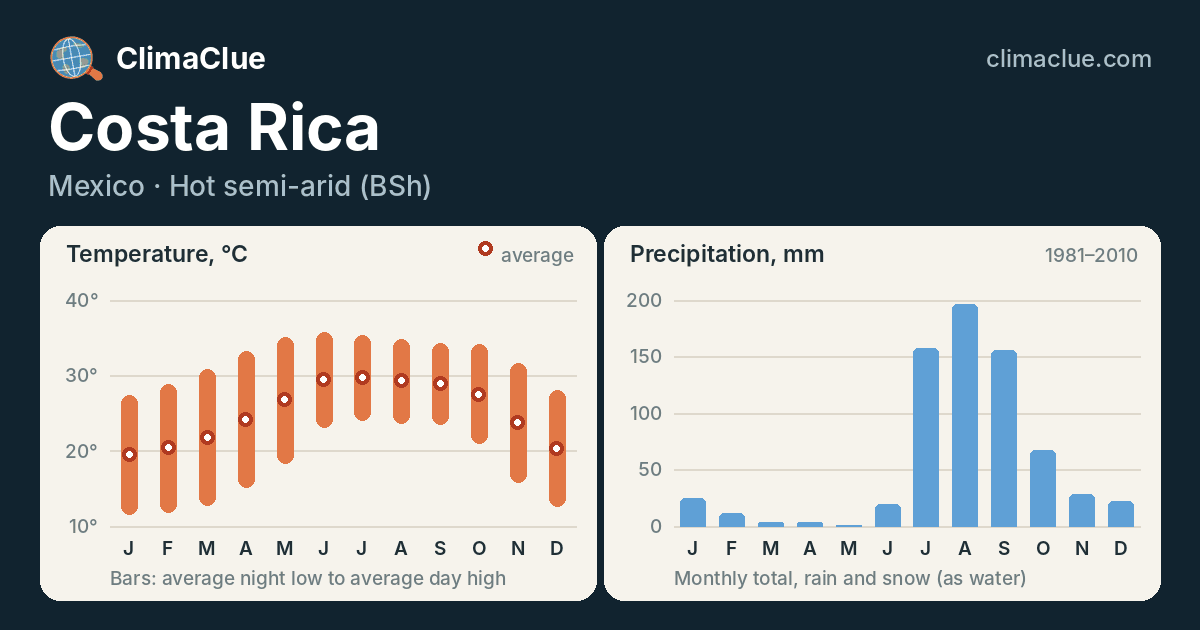 ClimaClue
climaclue.com
Costa Rica
Mexico · Hot semi-arid (BSh)
Temperature, °C
average
40°
30°
20°
10°
J F M A M J J A S O N D
Bars: average night low to average day high
Precipitation, mm
1981–2010
200
150
100
50
0
J F M A M J J A S O N D
Monthly total, rain and snow (as water)